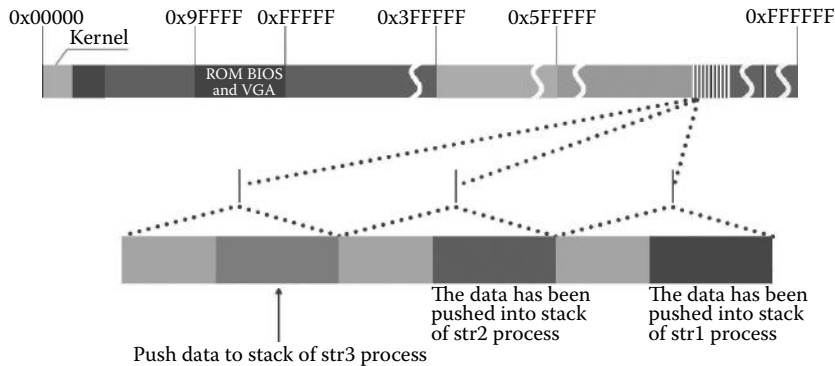 0x00000 0x9FFFF 0xFFFFF 0x3FFFFF 0x5FFFFF 0xFFFFFF
Kernel
ROM BIOS
and VGA
The data has been
pushed into stack
of str2 process
The data has been
pushed into stack
of str1 process
Push data to stack of str3 process